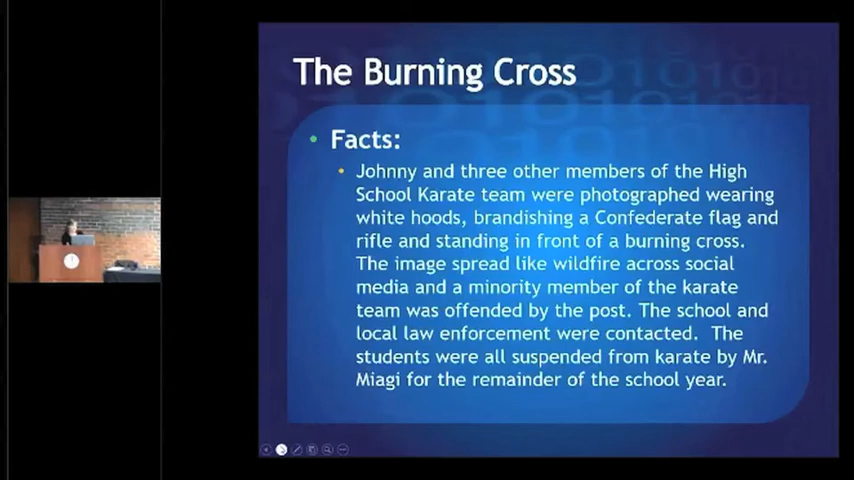 The Burning Cross
• Facts:
• Johnny and three other members of the High
School Karate team were photographed wearing
white hoods, brandishing a Confederate flag and
rifle and standing in front of a burning cross.
The image spread like wildfire across social
media and a minority member of the karate
team was offended by the post. The school and
local law enforcement were contacted. The
students were all suspended from karate by Mr.
Miagi for the remainder of the school year.